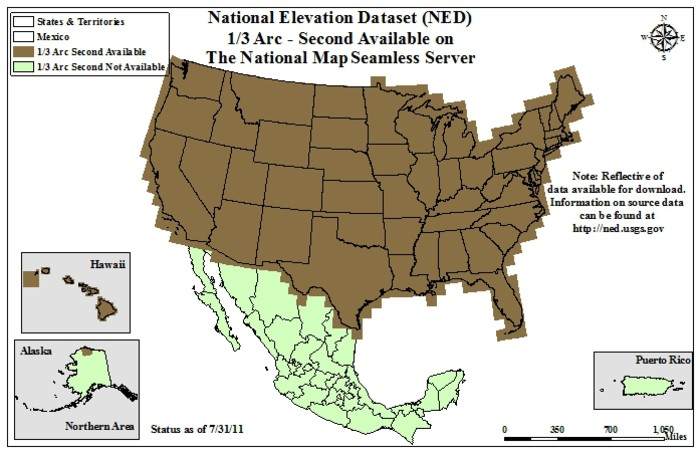 National Elevation Dataset (NED)
1/3 Arc - Second Available on
The National Map Seamless Server
States & Territories
Mexico
1/3 Arc Second Available
1/3 Arc Second Not Available
N
W E
S
Note: Reflective of
data available for download.
Information on source data
can be found at
http://ned.usgs.gov
Hawaii
Alaska
Northern Area
Status as of 7/31/11
Puerto Rico
0 350 700 1,050
Miles